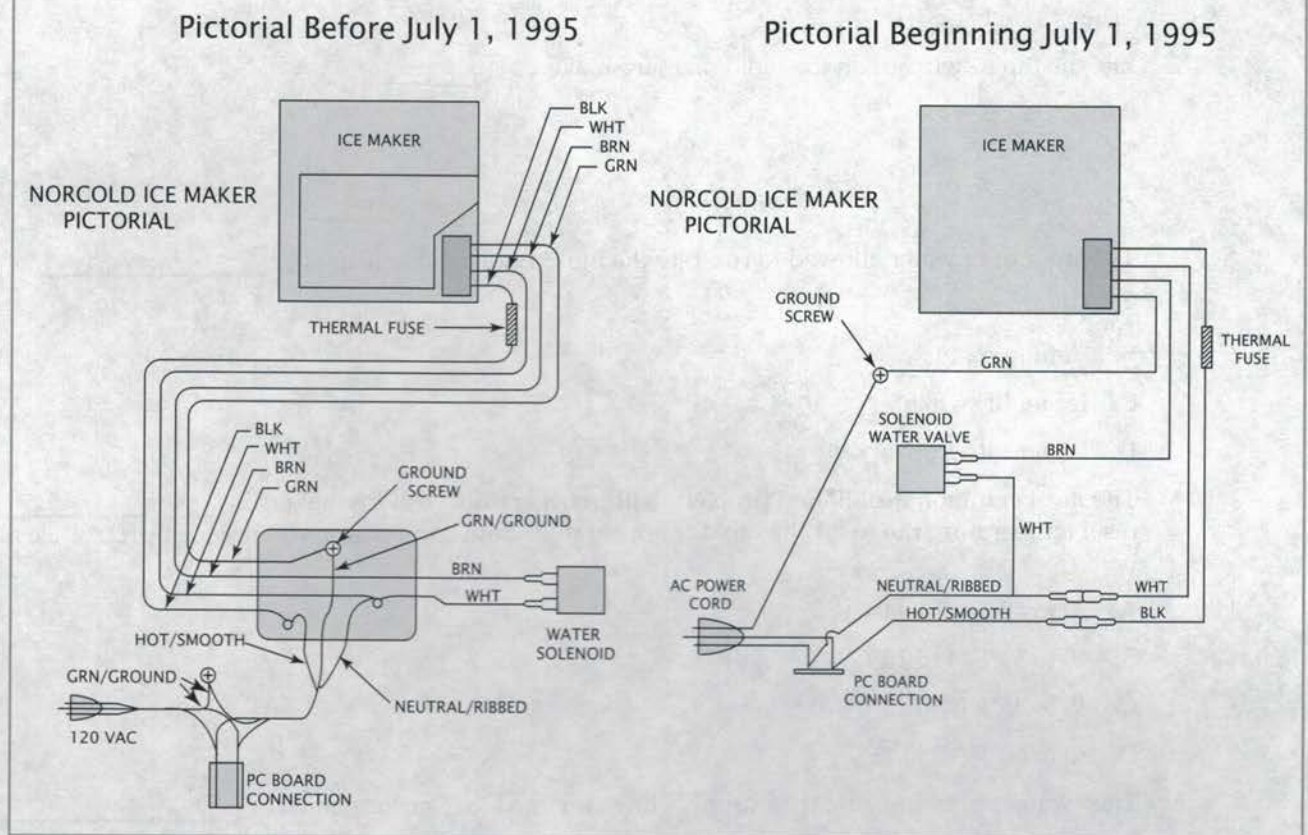 Pictorial Before July 1, 1995
ICE MAKER
BLK
WHT
BRN
GRN
NORCOLD ICE MAKER
PICTORIAL
THERMAL FUSE
BLK
WHT
BRN
GRN
GROUND
SCREW
GRN/GROUND
BRN
WHT
HOT/SMOOTH
WATER
SOLENOID
GRN/GROUND
NEUTRAL/RIBBED
120 VAC
PC BOARD
CONNECTION
Pictorial Beginning July 1, 1995
ICE MAKER
NORCOLD ICE MAKER
PICTORIAL
GROUND
SCREW
THERMAL
FUSE
GRN
SOLENOID
WATER VALVE
BRN
WHT
AC POWER
CORD
NEUTRAL/RIBBED
WHT
HOT/SMOOTH
BLK
PC BOARD
CONNECTION